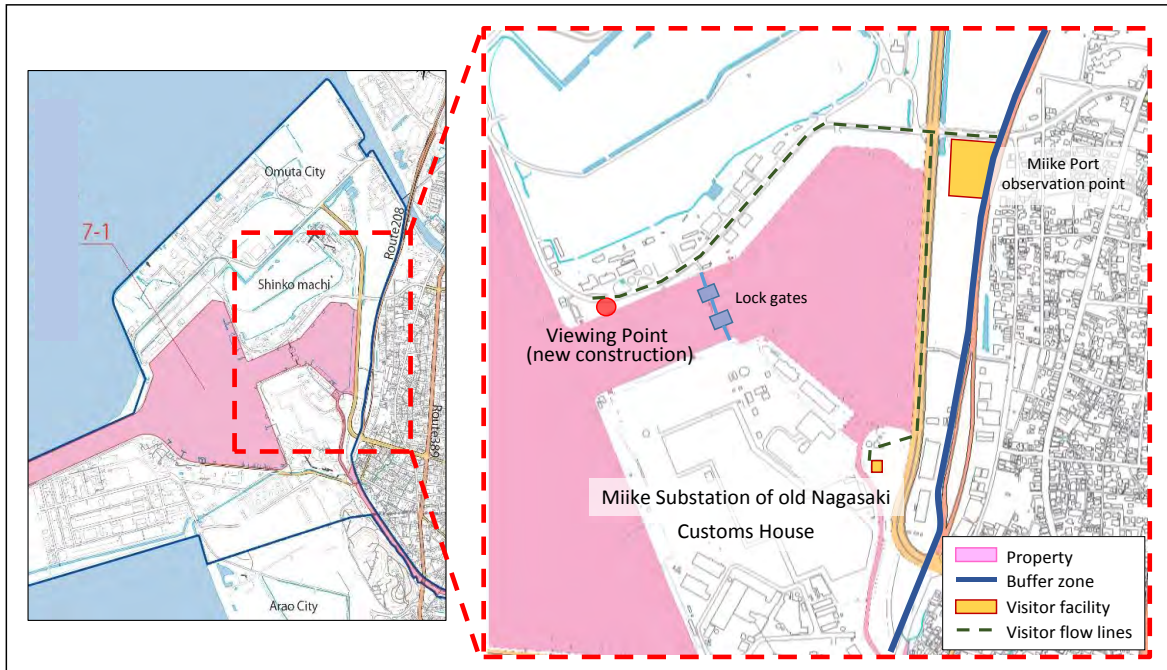 Omuta City
7-1
Route208
Shinko machi
Route389
Arao City
Miike Port
observation point
Lock gates
Viewing Point
(new construction)
Miike Substation of old Nagasaki
Customs House
Property
Buffer zone
Visitor facility
Visitor flow lines